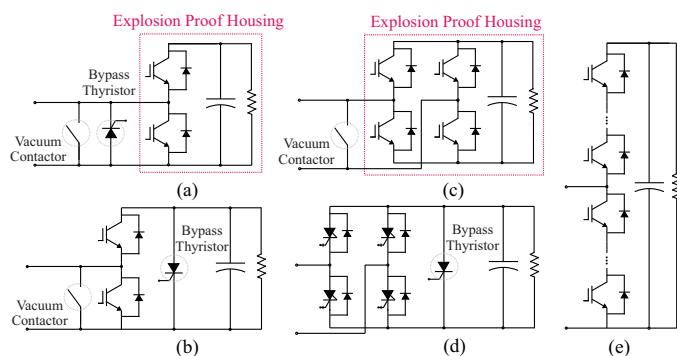 Explosion Proof Housing
Explosion Proof Housing
Bypass
Thyristor
Vacuum
Contactor
Vacuum
Contactor
(a)
(c)
Bypass
Thyristor
Bypass
Thyristor
Vacuum
Contactor
(b)
(d)
(e)